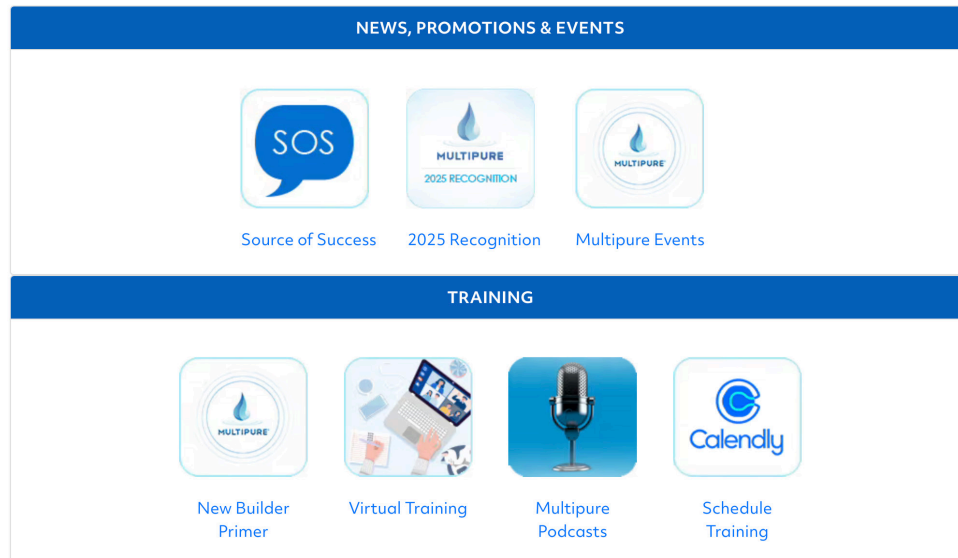 NEWS, PROMOTIONS & EVENTS
SOS
MULTIPURE
2025 RECOGNITION
MULTIPURE
Source of Success
2025 Recognition
Multipure Events
TRAINING
MULTIPURE
Calendly
New Builder
Primer
Virtual Training
Multipure
Podcasts
Schedule
Training